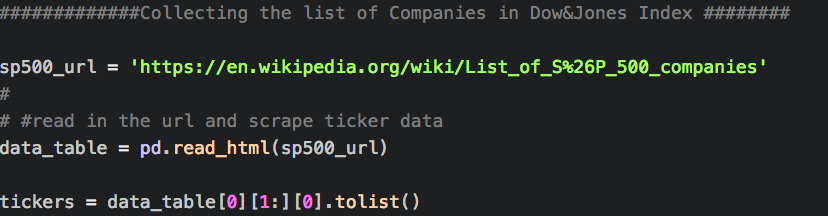 #############Collecting the list of Companies in Dow&Jones Index ########
sp500_url = 'https://en.wikipedia.org/wiki/List_of_S%26P_500_companies'
#
# #read in the url and scrape ticker data
data_table = pd.read_html(sp500_url)
tickers = data_table[0][1:][0].tolist()